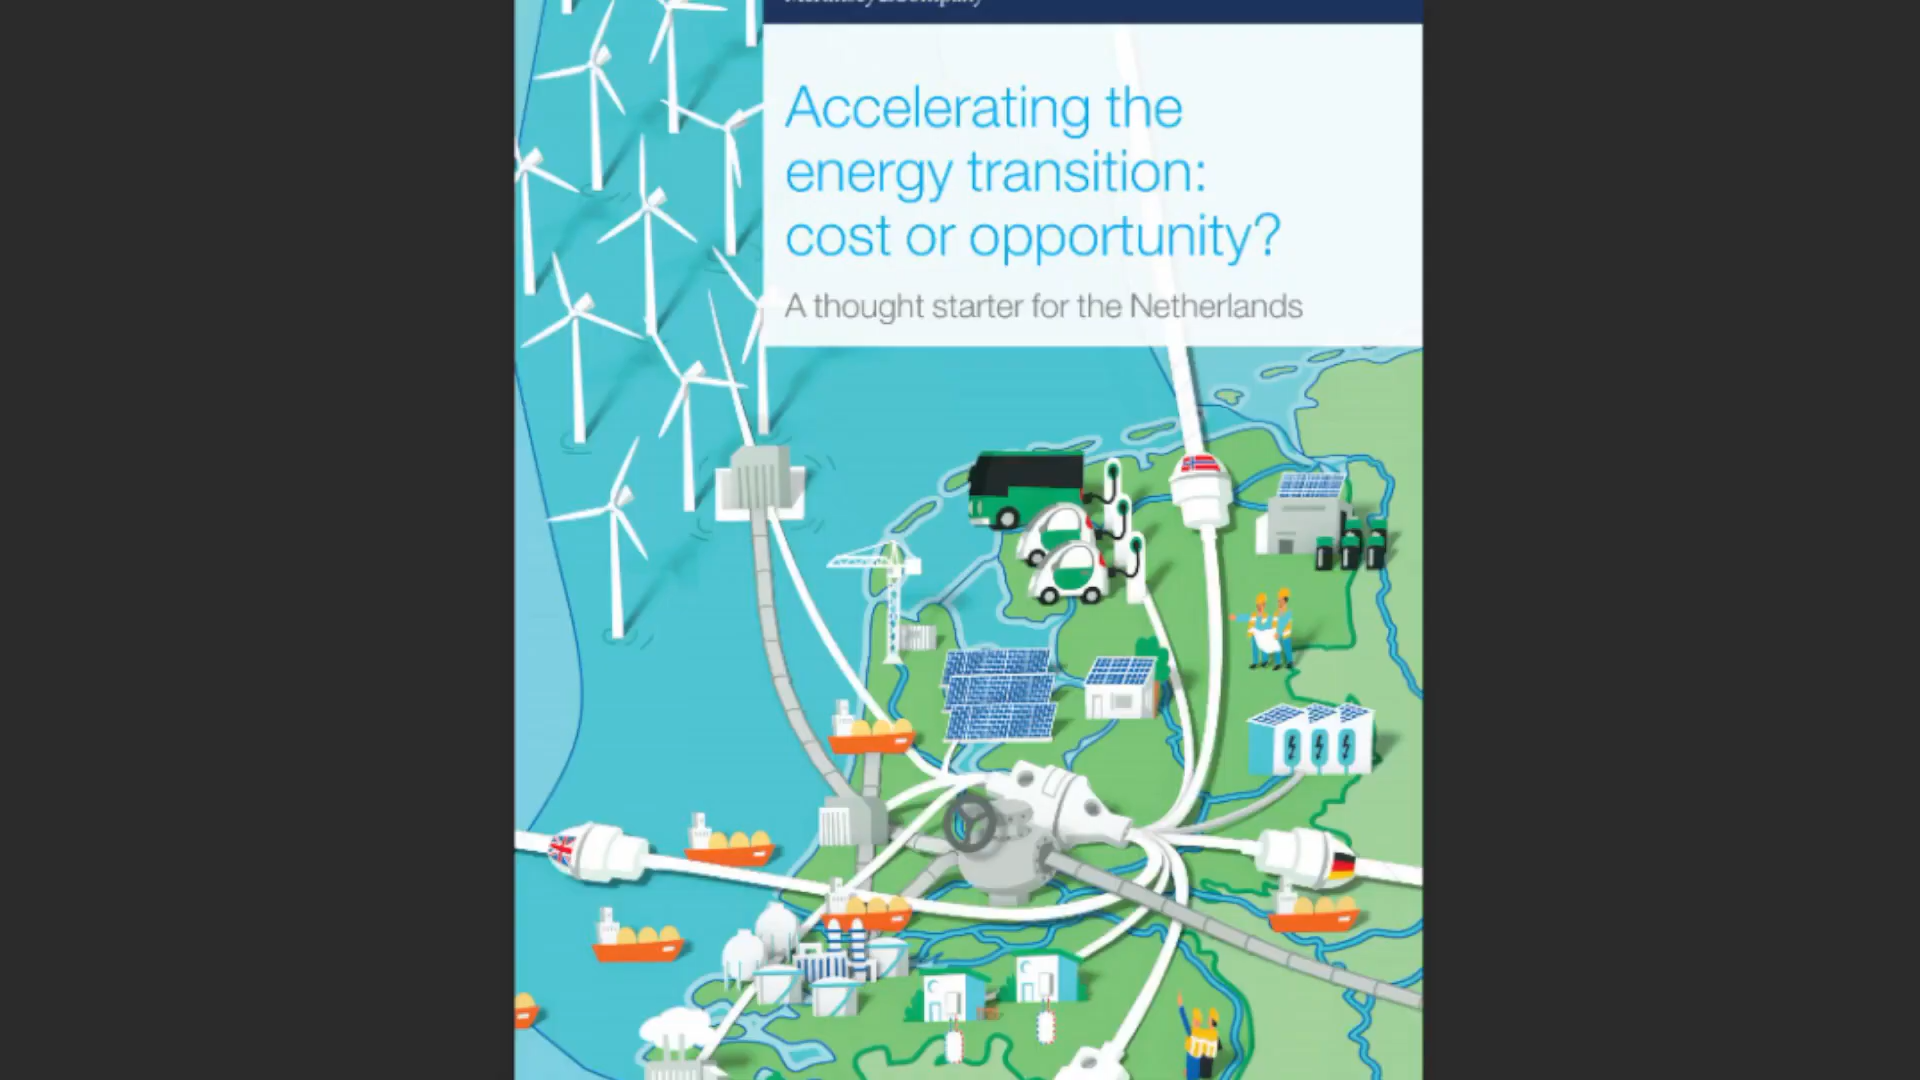 Accelerating the
energy transition:
cost or opportunity?
A thought starter for the Netherlands